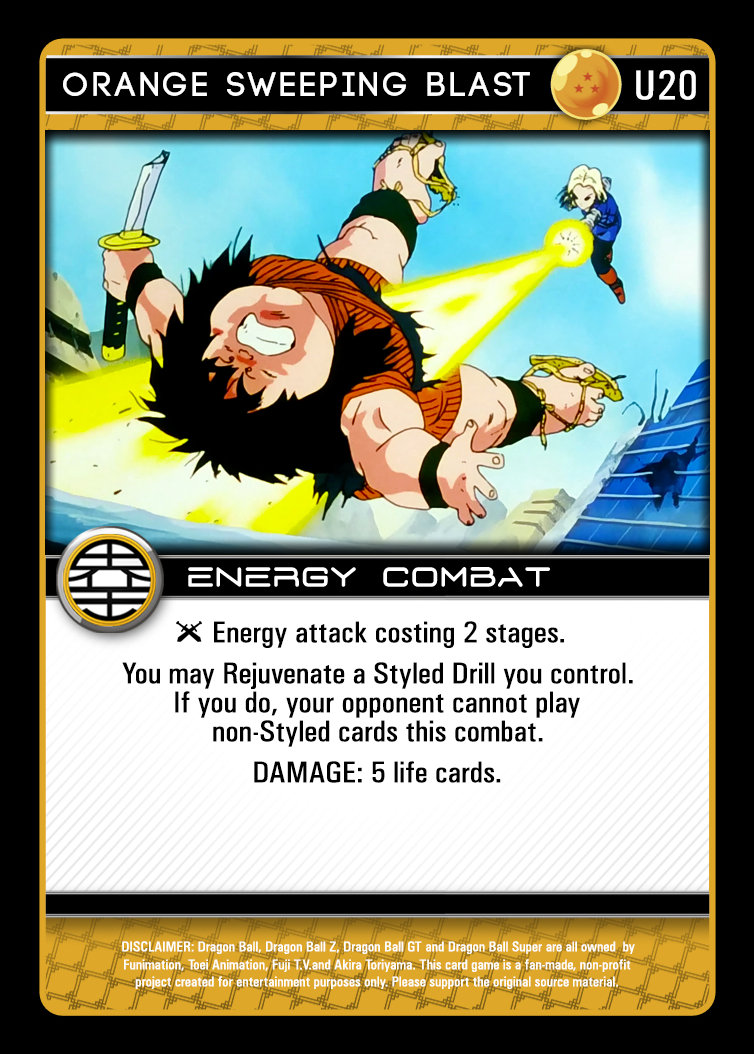 ORANGE SWEEPING BLAST U20
ENERGY COMBAT
Energy attack costing 2 stages.
You may Rejuvenate a Styled Drill you control.
If you do, your opponent cannot play
non-Styled cards this combat.
DAMAGE: 5 life cards.
DISCLAIMER: Dragon Ball, Dragon Ball Z, Dragon Ball GT and Dragon Ball Super are all owned by
Funimation, Toei Animation, Fuji T.V.and Akira Toriyama. This card game is a fan-made, non-profit
project created for entertainment purposes only. Please support the original source material.